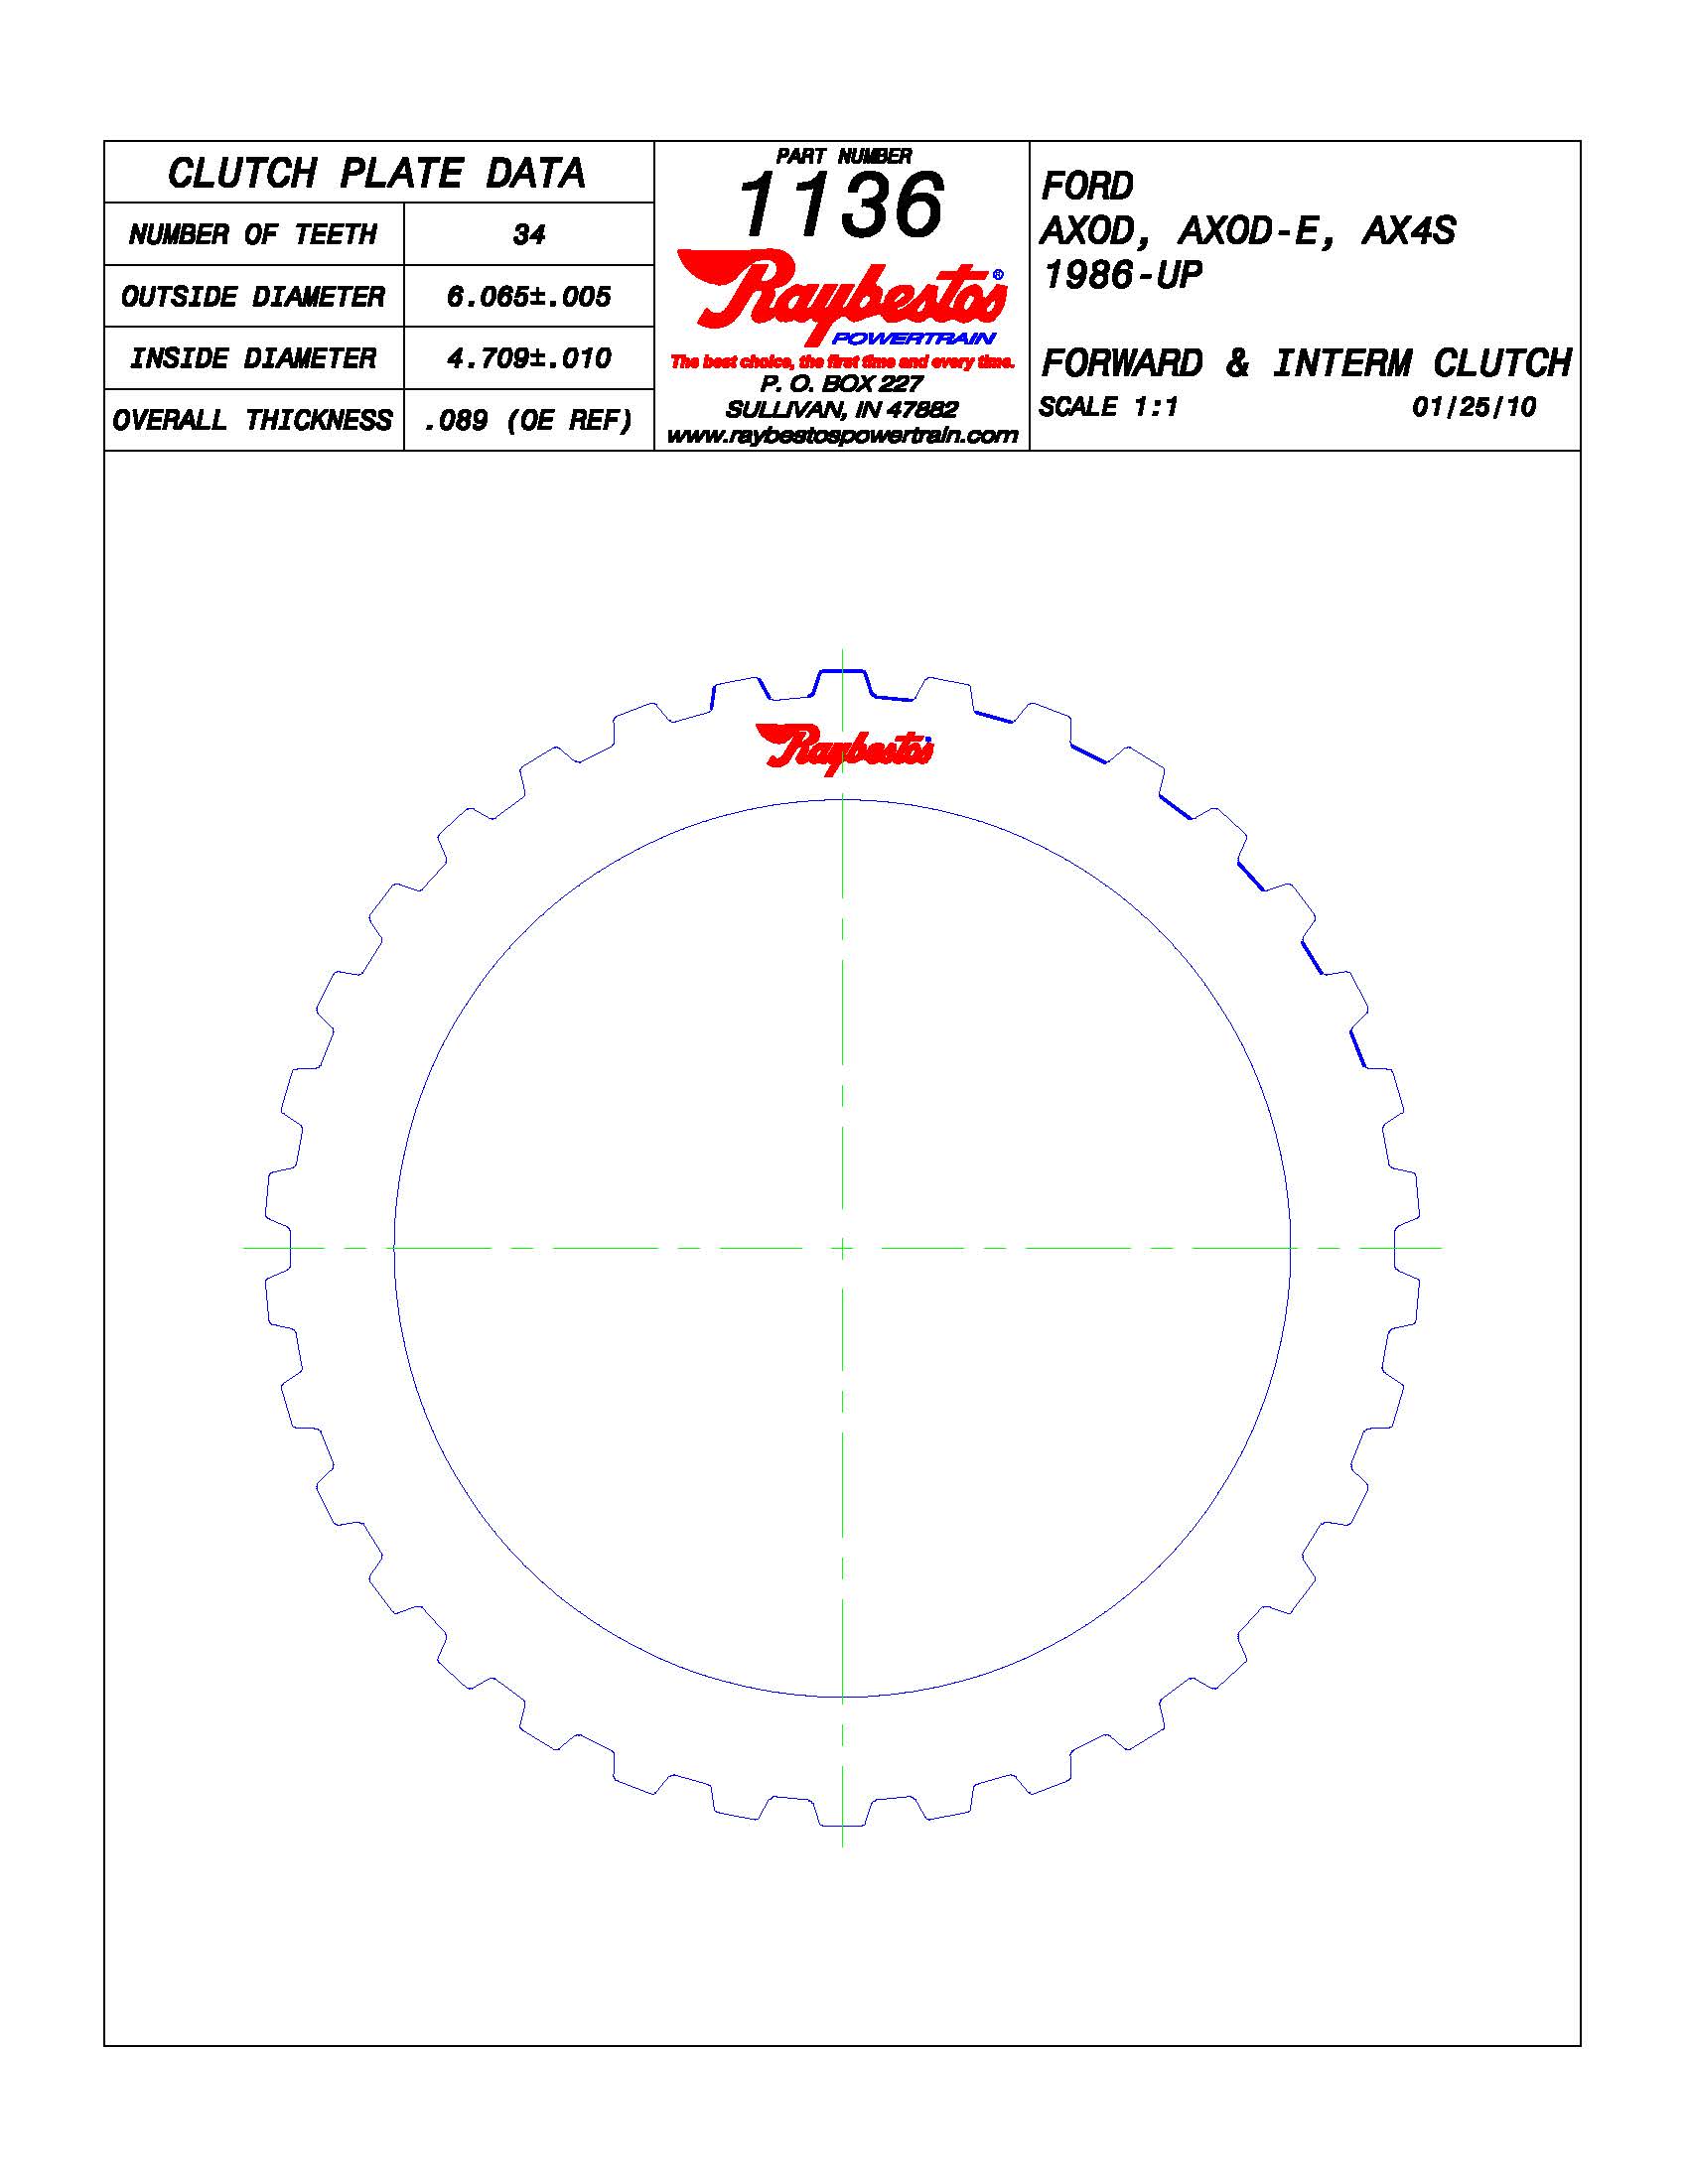 CLUTCH PLATE DATA
NUMBER OF TEETH 34
OUTSIDE DIAMETER 6.065±.005
INSIDE DIAMETER 4.709±.010
OVERALL THICKNESS .089 (OE REF)
PART NUMBER
1136
Raybestos®
POWERTRAIN
The best choice, the first time and every time.
P. O. BOX 227
SULLIVAN, IN 47882
www.raybestospowertrain.com
FORD
AXOD, AXOD-E, AX4S
1986-UP
FORWARD & INTERM CLUTCH
SCALE 1:1 01/25/10
Raybestos